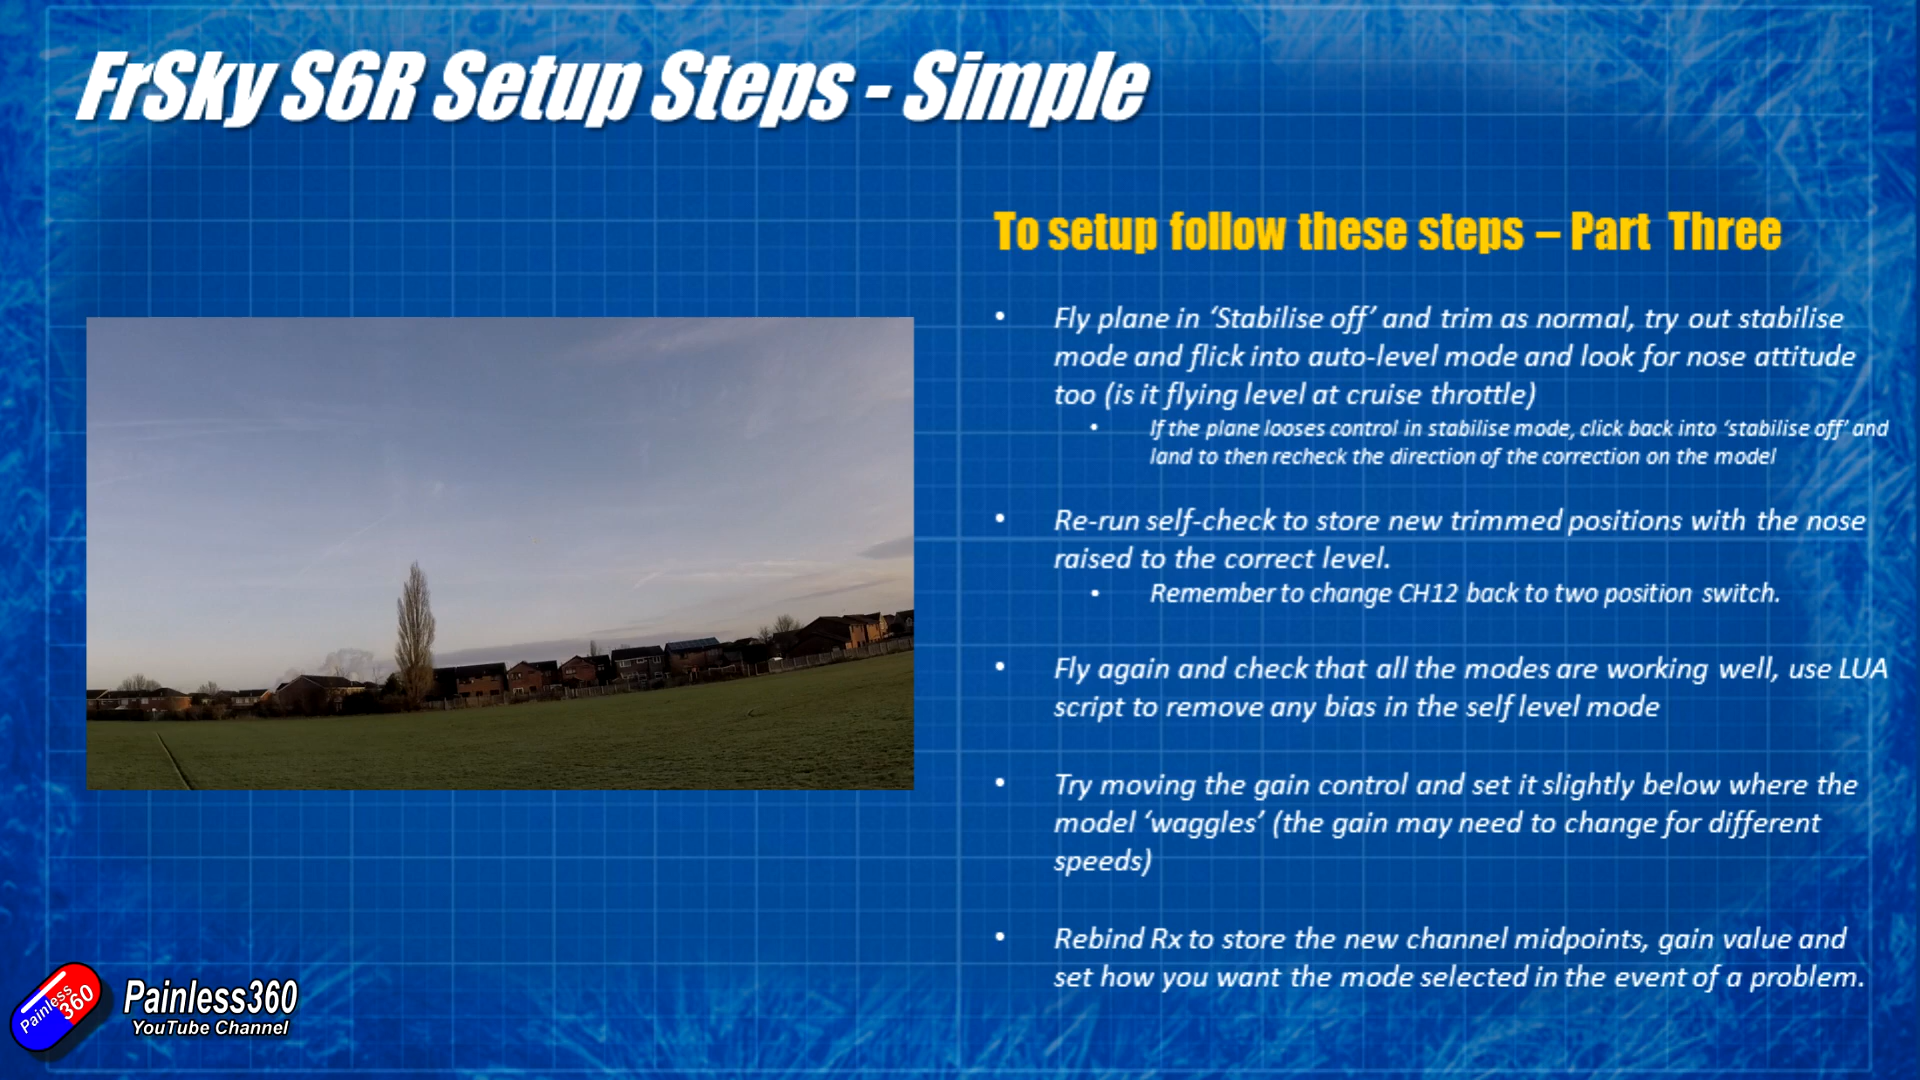 FrSky S6R Setup Steps - Simple
To setup follow these steps – Part Three
• Fly plane in ‘Stabilise off’ and trim as normal, try out stabilise
mode and flick into auto-level mode and look for nose attitude
too (is it flying level at cruise throttle)
• If the plane looses control in stabilise mode, click back into ‘stabilise off’ and
land to then recheck the direction of the correction on the model
• Re-run self-check to store new trimmed positions with the nose
raised to the correct level.
• Remember to change CH12 back to two position switch.
• Fly again and check that all the modes are working well, use LUA
script to remove any bias in the self level mode
• Try moving the gain control and set it slightly below where the
model ‘waggles’ (the gain may need to change for different
speeds)
• Rebind Rx to store the new channel midpoints, gain value and
set how you want the mode selected in the event of a problem.
Painless
360
Painless360
YouTube Channel